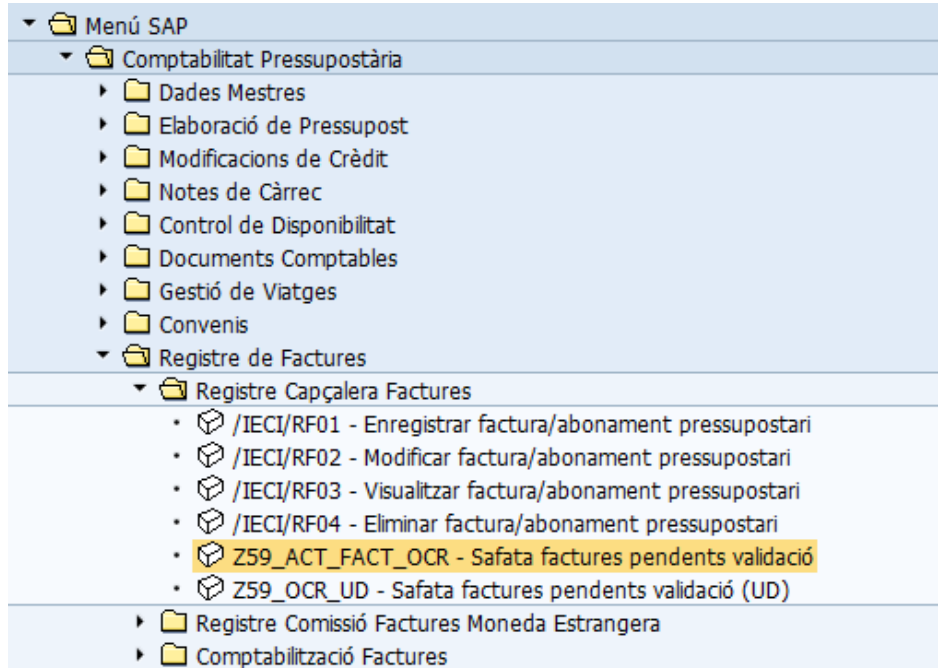 Menú SAP
Comptabilitat Pressupostària
Dades Mestres
Elaboració de Pressupost
Modificacions de Crèdit
Notes de Càrrec
Control de Disponibilitat
Documents Comptables
Gestió de Viatges
Convenis
Registre de Factures
Registre Capçalera Factures
/IECI/RF01 - Enregistrar factura/abonament pressupostari
/IECI/RF02 - Modificar factura/abonament pressupostari
/IECI/RF03 - Visualitzar factura/abonament pressupostari
/IECI/RF04 - Eliminar factura/abonament pressupostari
Z59_ACT_FACT_OCR - Safata factures pendents validació
Z59_OCR_UD - Safata factures pendents validació (UD)
Registre Comissió Factures Moneda Estrangera
Comptabilització Factures